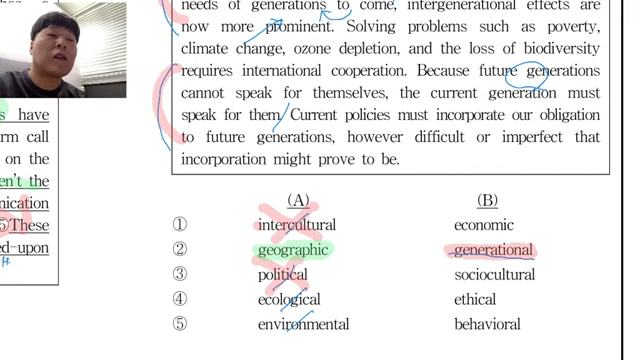 s have
rm call
on the
en't the
nication
⑤These
ed-upon
needs of generations to come, intergenerational effects are
now more prominent. Solving problems such as poverty,
climate change, ozone depletion, and the loss of biodiversity
requires international cooperation. Because future generations
cannot speak for themselves, the current generation must
speak for them. Current policies must incorporate our obligation
to future generations, however difficult or imperfect that
incorporation might prove to be.
(A) (B)
① intercultural economic
② geographic generational
③ political sociocultural
④ ecological ethical
⑤ environmental behavioral